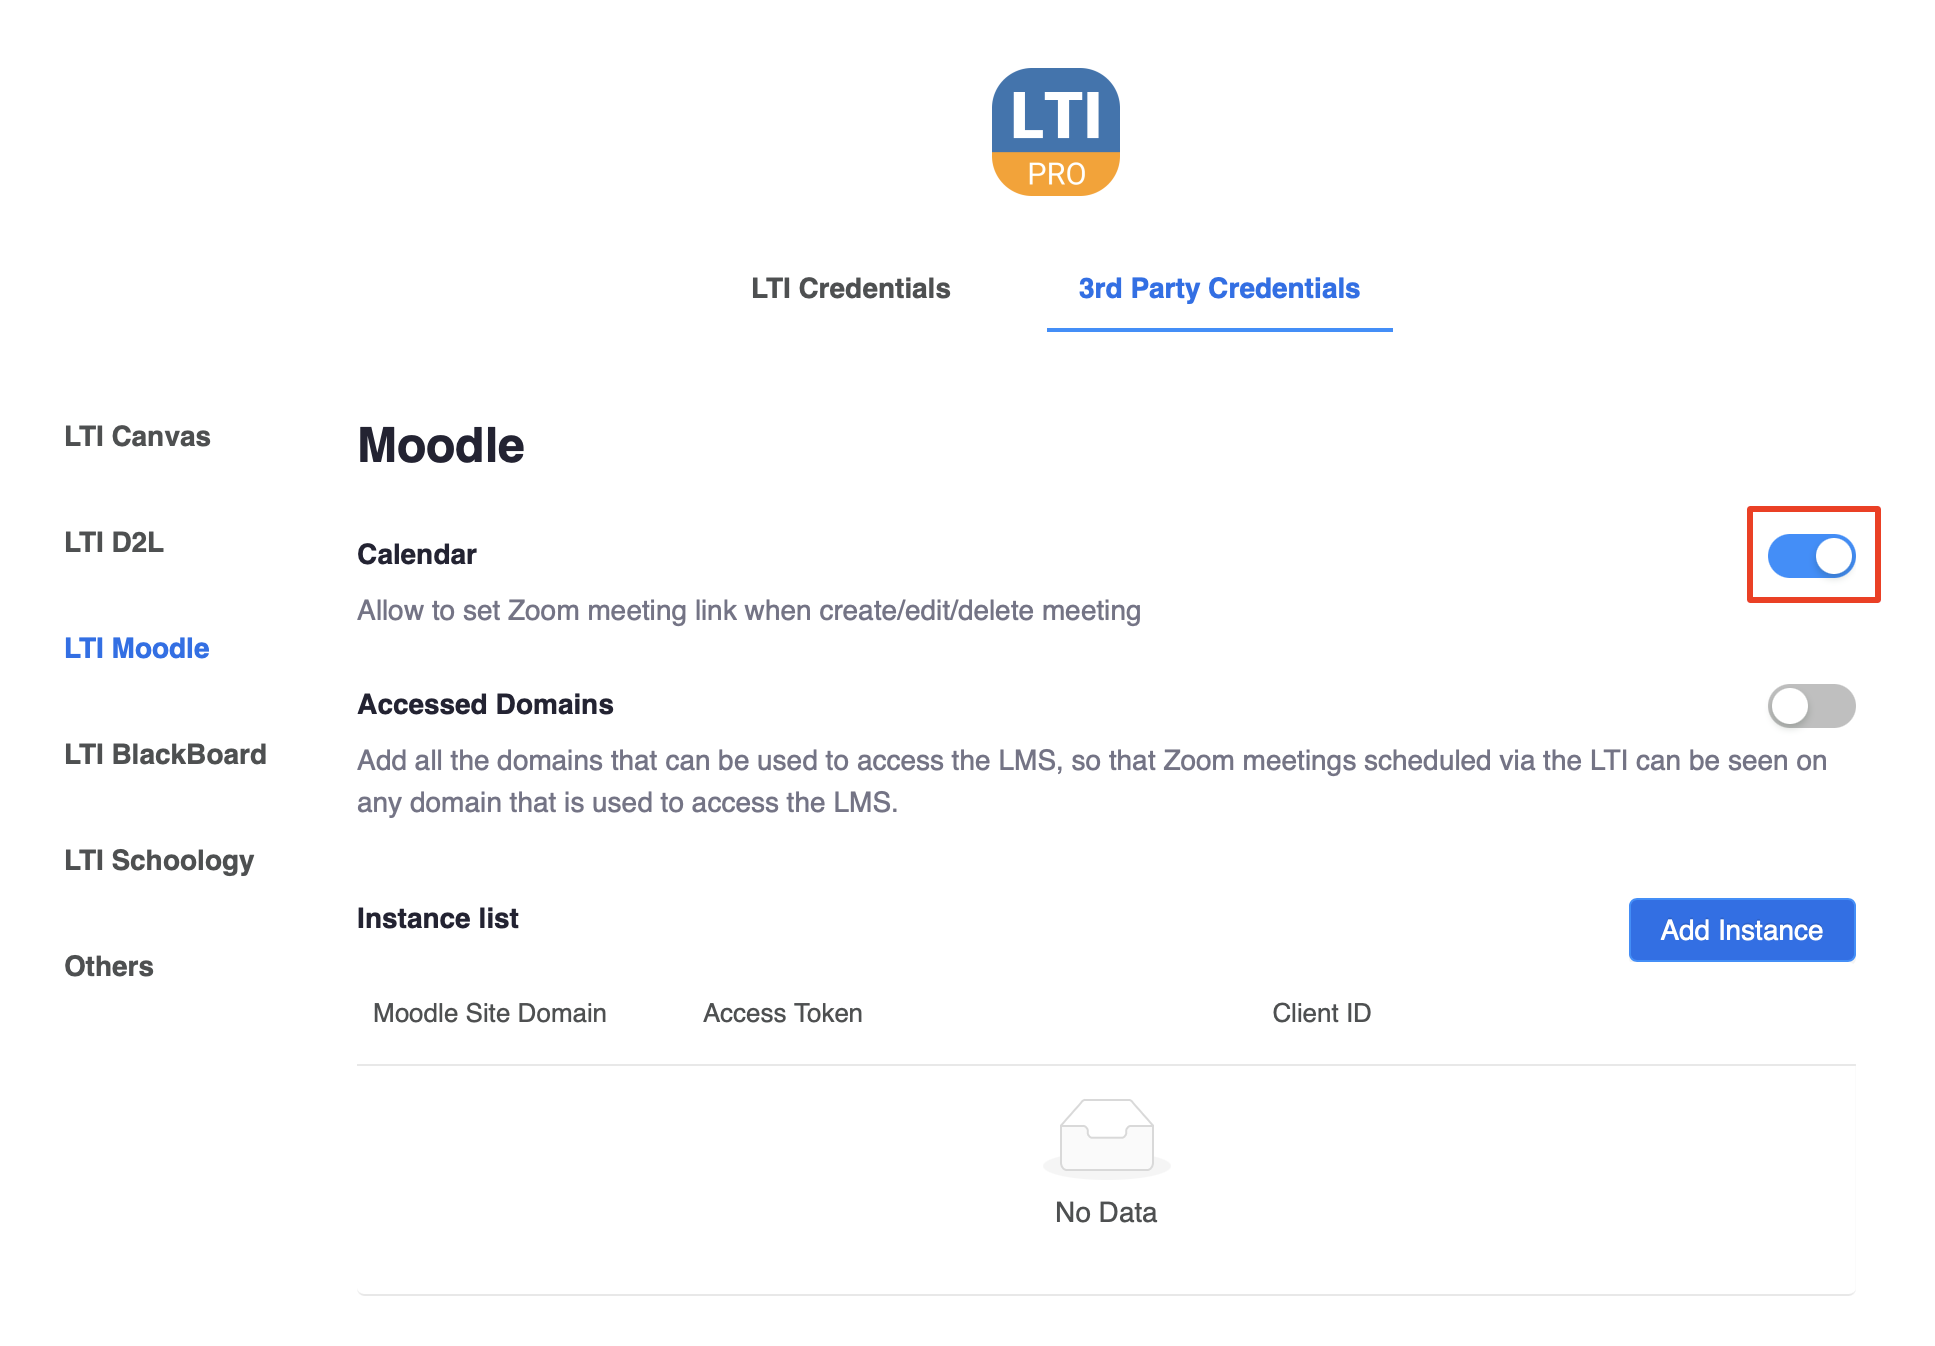 LTI
PRO
LTI Credentials
3rd Party Credentials
LTI Canvas
LTI D2L
LTI Moodle
LTI BlackBoard
LTI Schoology
Others
Moodle
Calendar
Allow to set Zoom meeting link when create/edit/delete meeting
Accessed Domains
Add all the domains that can be used to access the LMS, so that Zoom meetings scheduled via the LTI can be seen on
any domain that is used to access the LMS.
Instance list
Add Instance
Moodle Site Domain
Access Token
Client ID
No Data